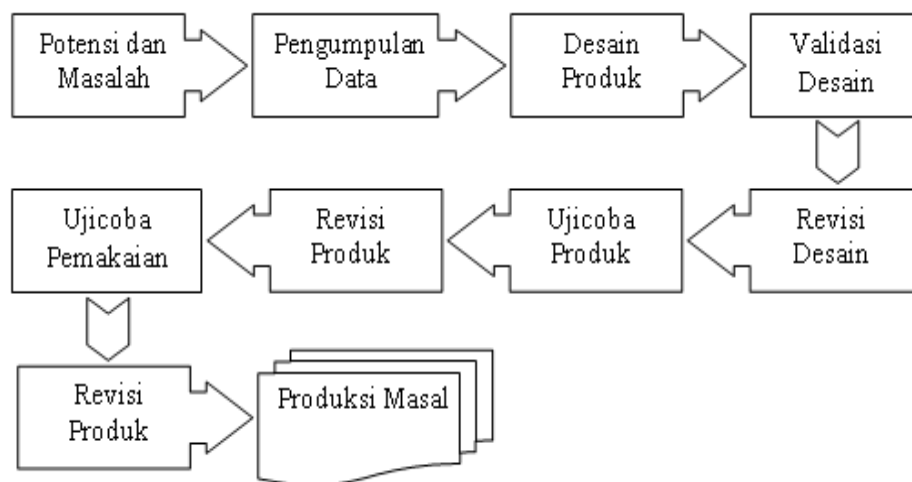 Potensi dan
Masalah
Pengumpulan
Data
Desain
Produk
Validasi
Desain
Revisi
Desain
Ujicoba
Produk
Revisi
Produk
Ujicoba
Pemakaian
Revisi
Produk
Produksi Masal